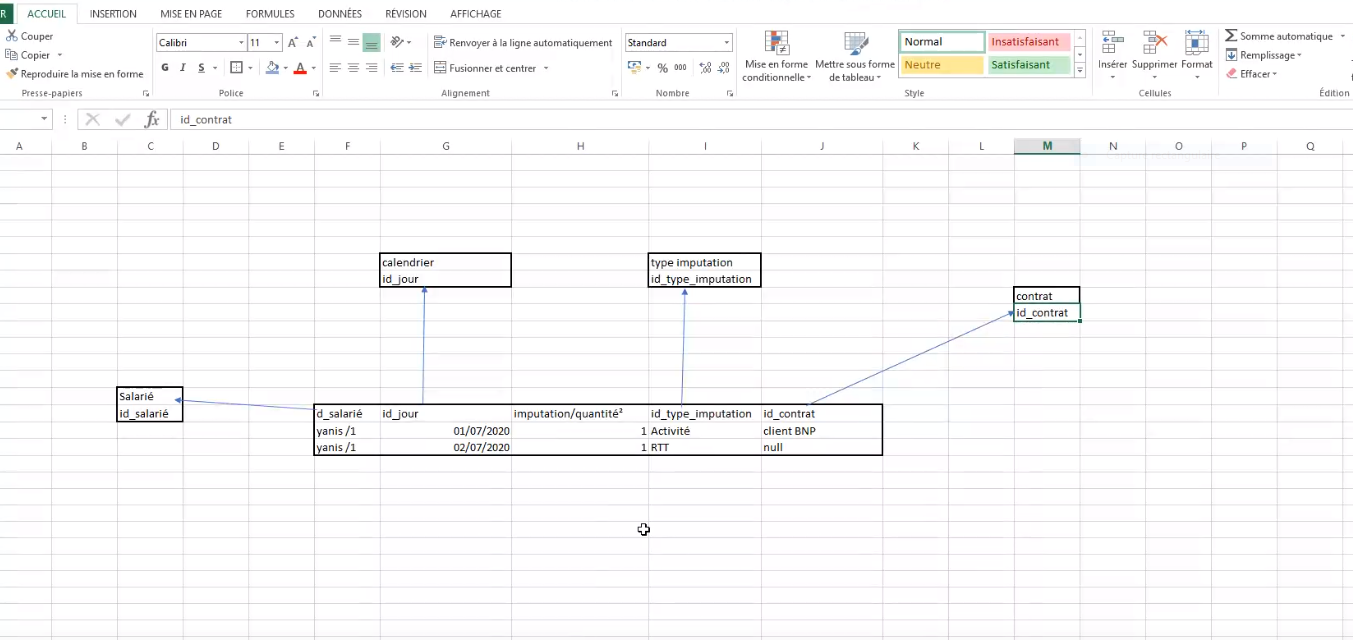 R ACCUEIL INSERTION MISE EN PAGE FORMULES DONNÉES RÉVISION AFFICHAGE
Couper
Copier
Reproduire la mise en forme
Presse-papiers
Calibri 11
G I S
Police
Renvoyer à la ligne automatiquement
Fusionner et centrer
Alignement
Standard
% 000
Nombre
Mise en forme conditionnelle
Mettre sous forme de tableau
Normal Insatisfaisant
Neutre Satisfaisant
Style
Insérer Supprimer Format
Cellules
Somme automatique
Remplissage
Effacer
Édition
fx id_contrat
A B C D E F G H I J K L M N O P Q
calendrier
id_jour
type imputation
id_type_imputation
contrat
id_contrat
Salarié
id_salarié
d_salarié id_jour imputation/quantité² id_type_imputation id_contrat
yanis /1 01/07/2020 1 Activité client BNP
yanis /1 02/07/2020 1 RTT null